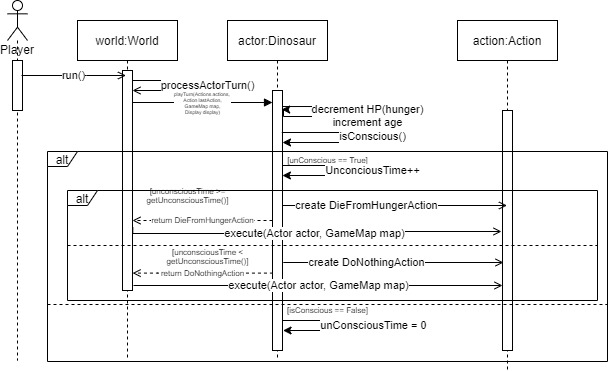 Player
world:World
actor:Dinosaur
action:Action
run()
processActorTurn()
playTurn(Actions actions,
Action lastAction,
GameMap map,
Display display)
decrement HP(hunger)
increment age
isConscious()
alt
[unConscious == True]
UnconciousTime++
alt
[unconsciousTime >=
getUnconsciousTime()]
create DieFromHungerAction
return DieFromHungerAction
execute(Actor actor, GameMap map)
[unconsciousTime <
getUnconsciousTime()]
create DoNothingAction
return DoNothingAction
execute(Actor actor, GameMap map)
[isConscious == False]
unConsciousTime = 0